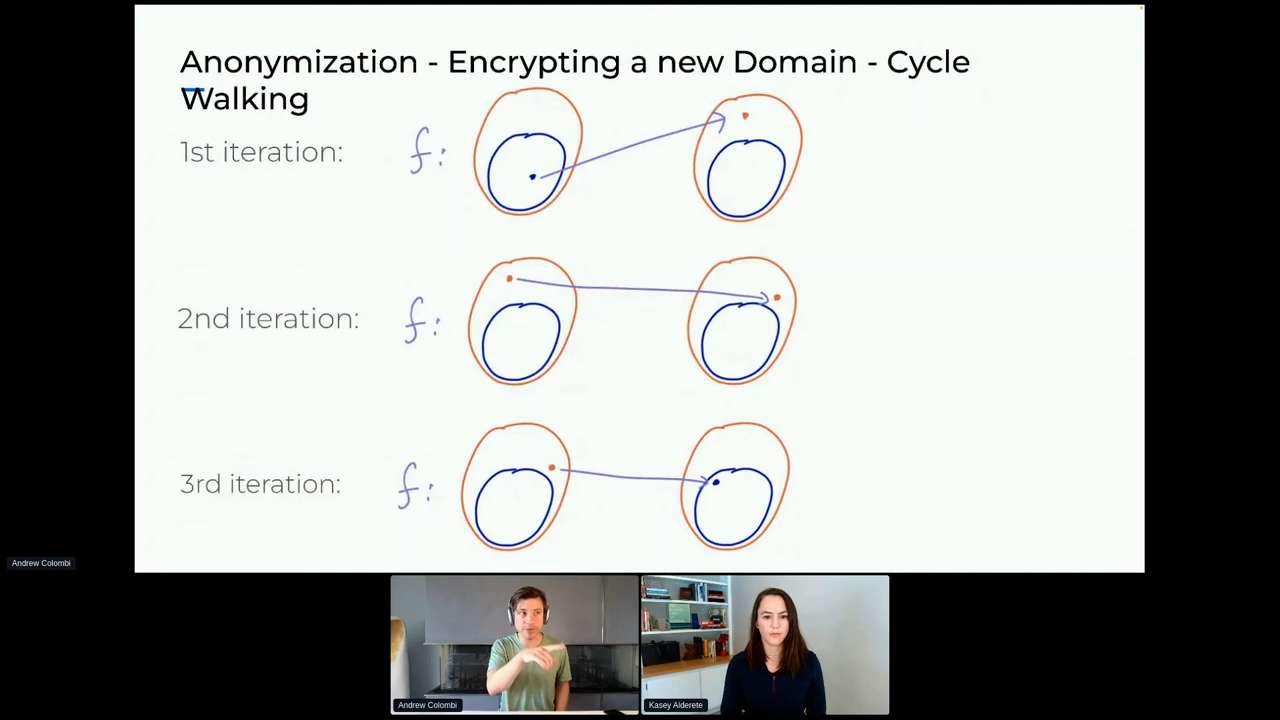 Anonymization - Encrypting a new Domain - Cycle
Walking
1st iteration:
f:
2nd iteration:
f:
3rd iteration:
f:
Andrew Colombi
Andrew Colombi
Kasey Alderete